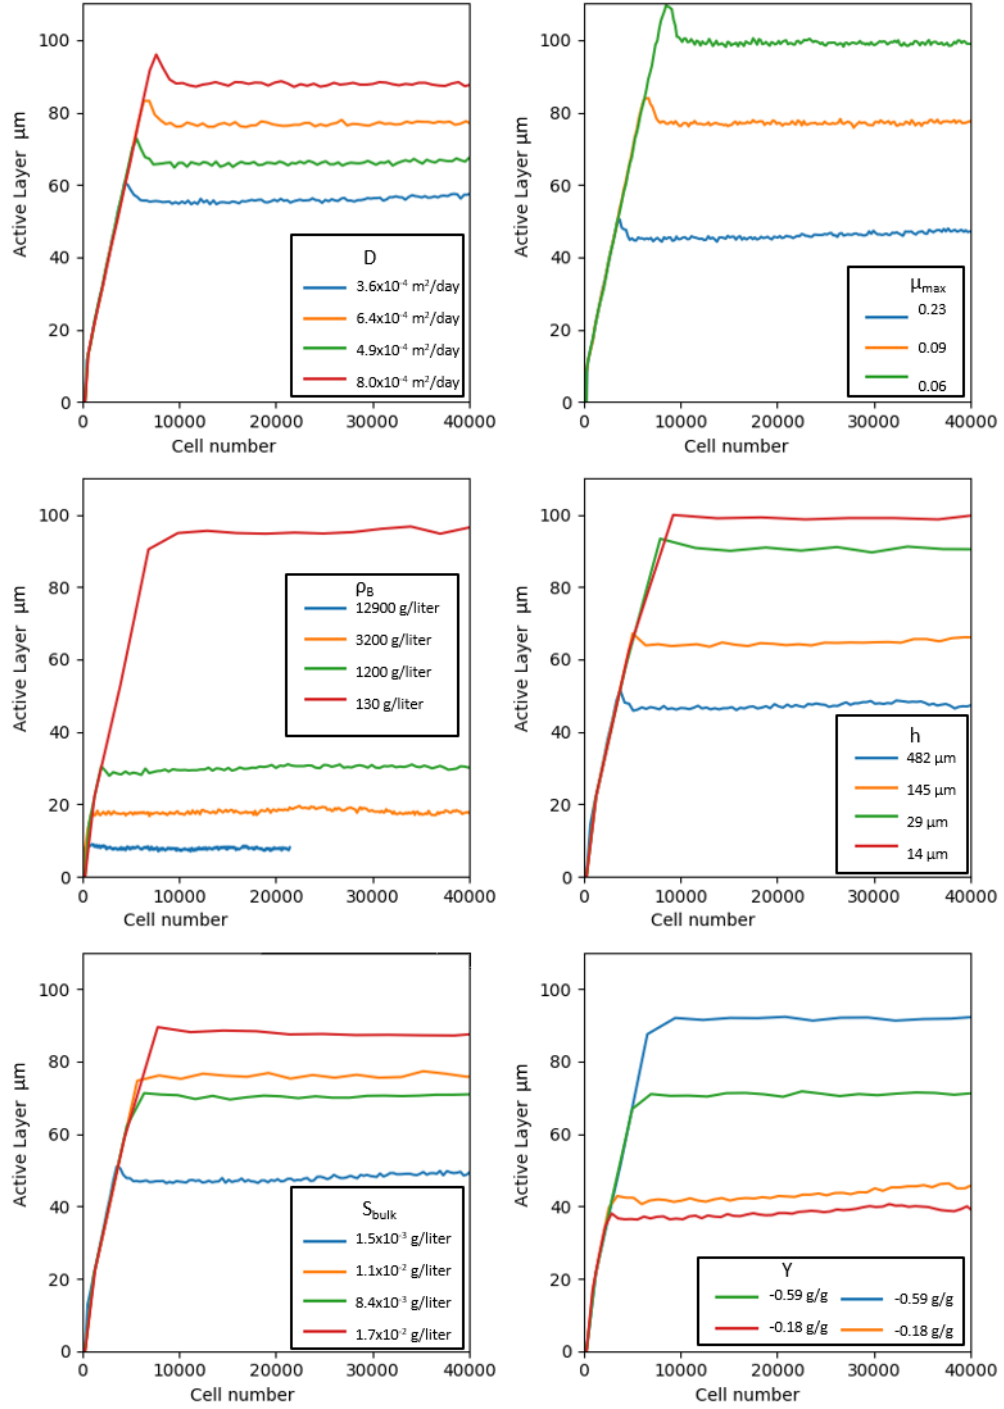 100
80
60
40
20
0
Active Layer µm
D
3.6x10⁻⁴ m²/day
6.4x10⁻⁴ m²/day
4.9x10⁻⁴ m²/day
8.0x10⁻⁴ m²/day
0 10000 20000 30000 40000
Cell number
100
80
60
40
20
0
Active Layer µm
µmax
0.23
0.09
0.06
0 10000 20000 30000 40000
Cell number
100
80
60
40
20
0
Active Layer µm
ρB
12900 g/liter
3200 g/liter
1200 g/liter
130 g/liter
0 10000 20000 30000 40000
Cell number
100
80
60
40
20
0
Active Layer µm
h
482 µm
145 µm
29 µm
14 µm
0 10000 20000 30000 40000
Cell number
100
80
60
40
20
0
Active Layer µm
Sbulk
1.5x10⁻³ g/liter
1.1x10⁻² g/liter
8.4x10⁻³ g/liter
1.7x10⁻² g/liter
0 10000 20000 30000 40000
Cell number
100
80
60
40
20
0
Active Layer µm
Y
-0.59 g/g -0.59 g/g
-0.18 g/g -0.18 g/g
0 10000 20000 30000 40000
Cell number